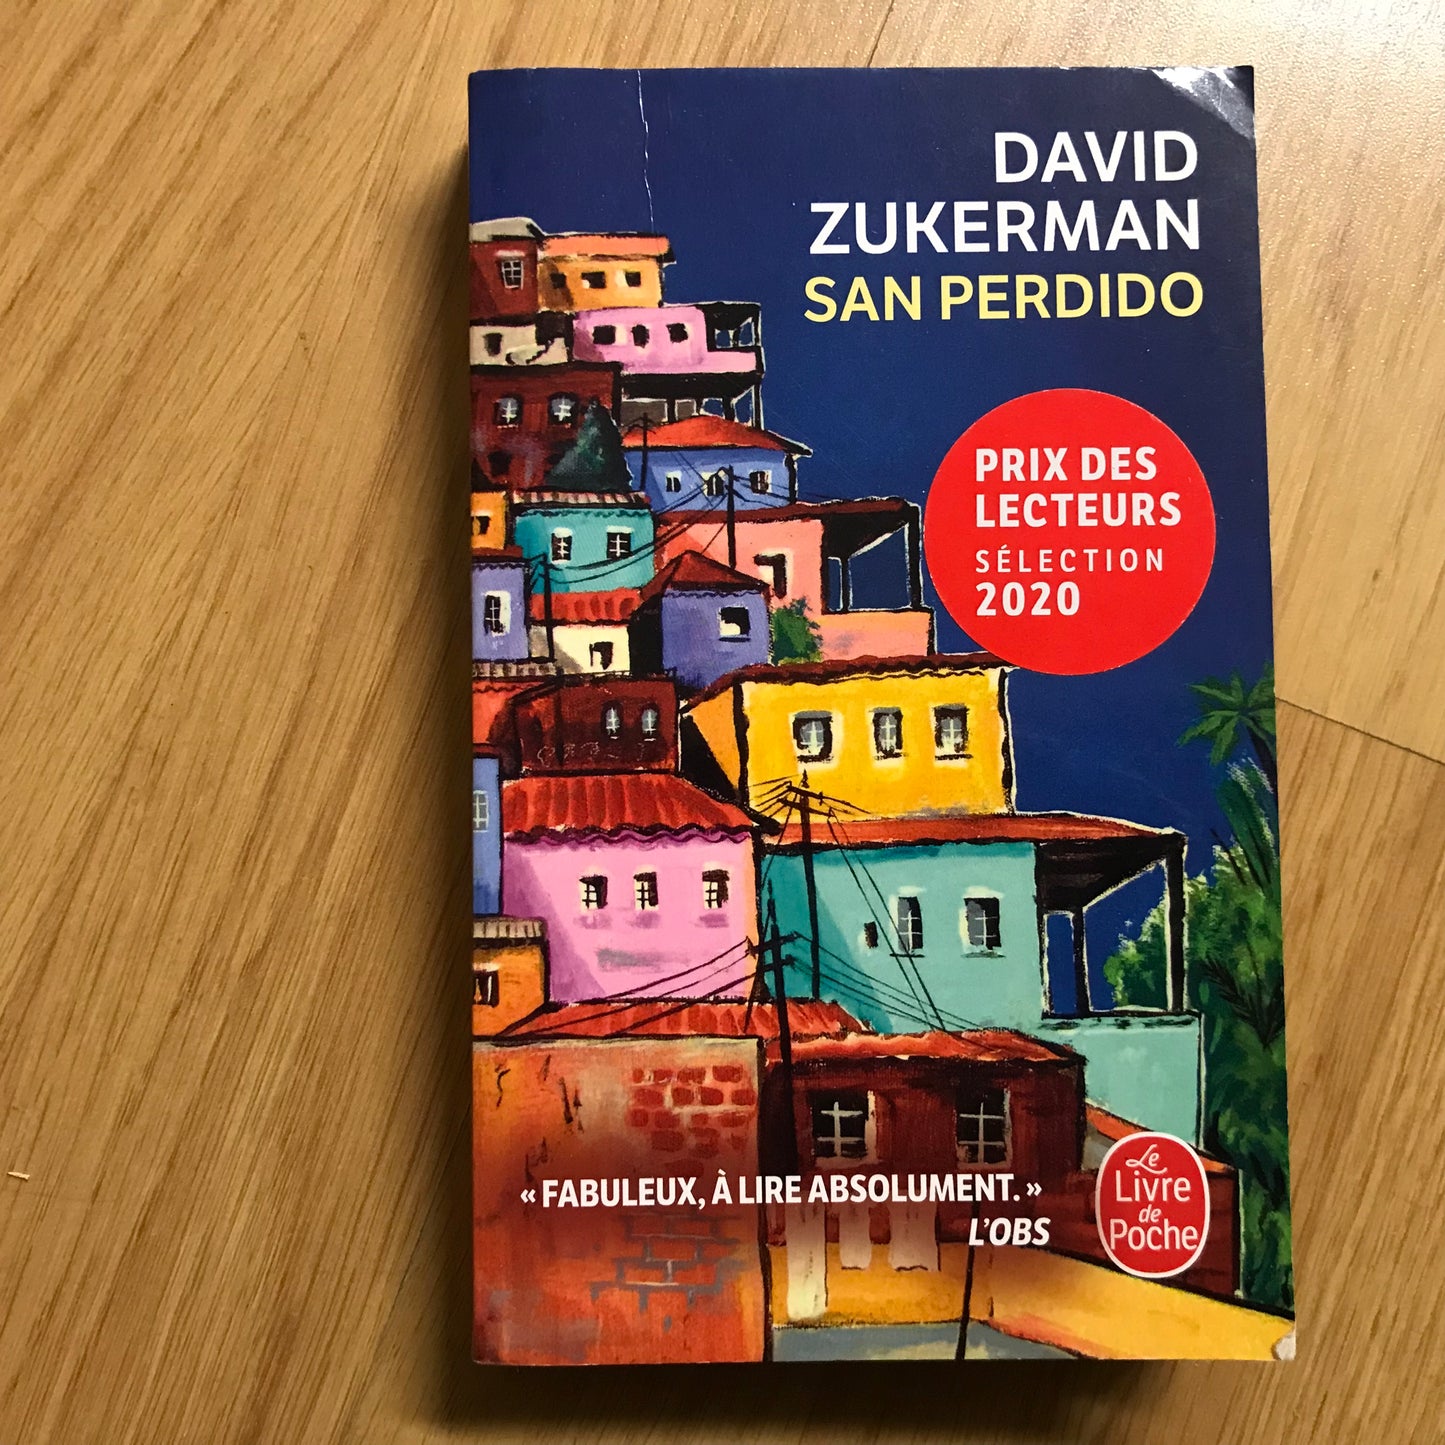 DAVID
ZUKERMAN
SAN PERDIDO
PRIX DES
LECTEURS
SÉLECTION
2020
« FABULEUX, À LIRE ABSOLUMENT. »
L'OBS
Le
Livre
de
Poche